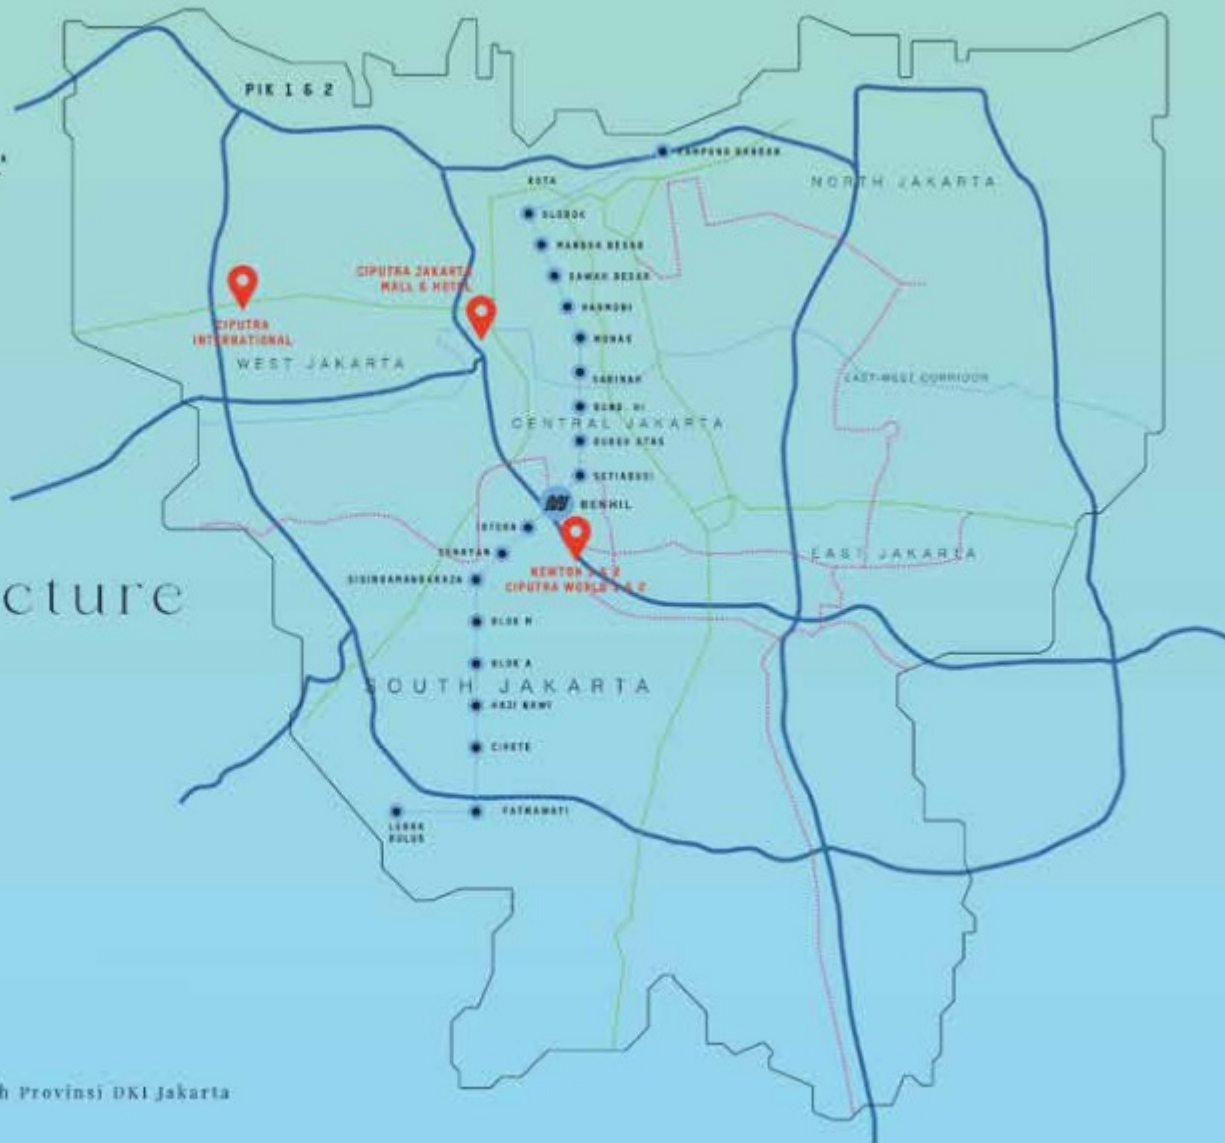 PIK 1 & 2
KAMPUNG BANDAN
NORTH JAKARTA
KOTA
GLODOK
MANGGA BESAR
CIPUTRA JAKARTA
MALL & HOTEL
SAWAH BESAR
HARMONI
CIPUTRA
INTERNATIONAL
MONAS
WEST JAKARTA
SARINAH
EAST-WEST CORRIDOR
BUND. HI
CENTRAL JAKARTA
DUKUH ATAS
SETIABUDI
BENHIL
ISTORA
SENAYAN
EAST JAKARTA
NEWTON 1 & 2
CIPUTRA WORLD 1 & 2
SISINGAMANGARAJA
cture
BLOK M
BLOK A
SOUTH JAKARTA
HAJI NAWI
CIPETE
FATMAWATI
LEBAK
BULUS
h Provinsi DKI Jakarta